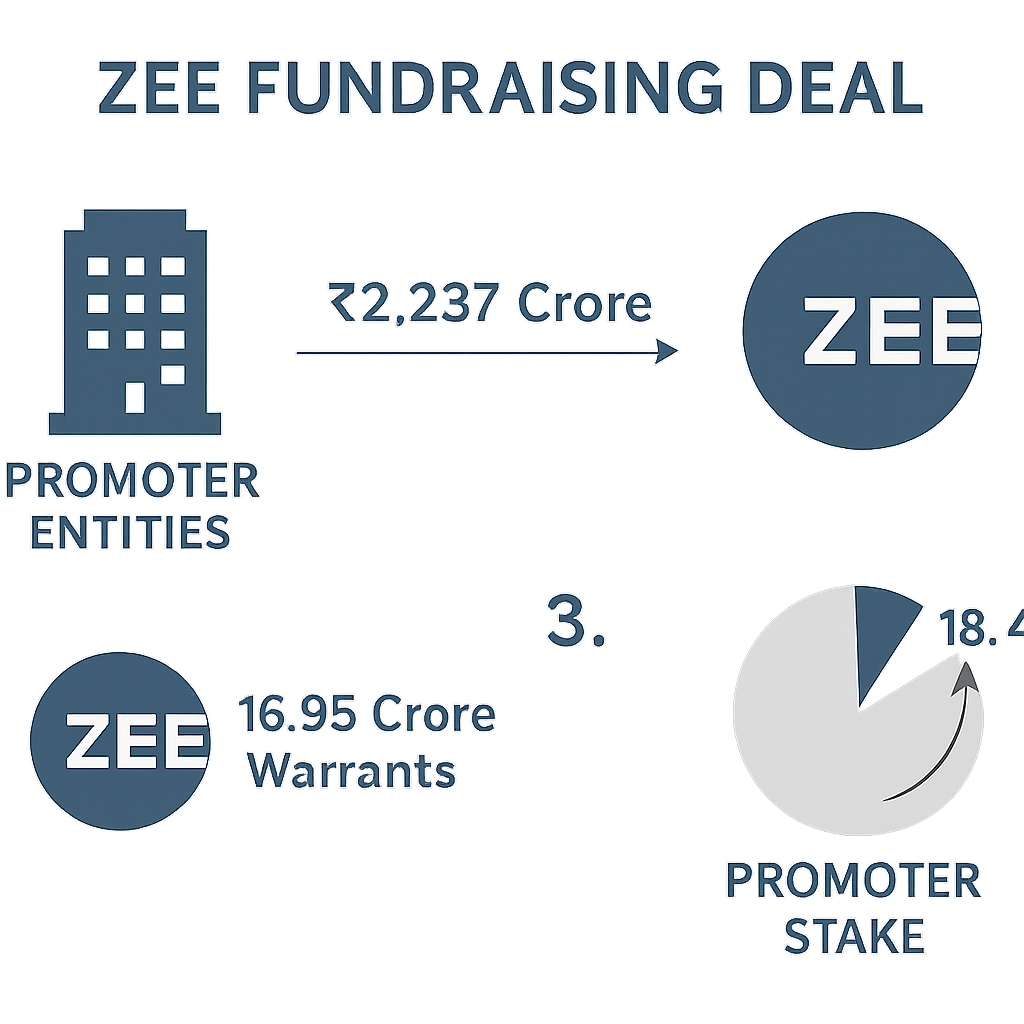 ZEE FUNDRAISING DEAL
₹2,237 Crore
ZEE
PROMOTER
ENTITIES
3.
18.4
ZEE
16.95 Crore
Warrants
PROMOTER
STAKE